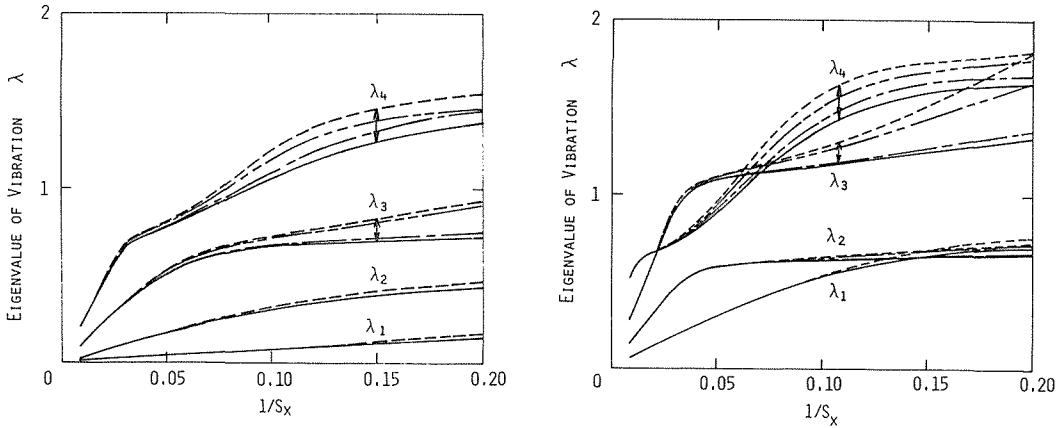 2
1
0
EIGENVALUE OF VIBRATION λ
λ₄
λ₃
λ₂
λ₁
0.05 0.10 0.15 0.20
1/Sₓ
2
1
0
EIGENVALUE OF VIBRATION λ
λ₄
λ₃
λ₂
λ₁
0.05 0.10 0.15 0.20
1/Sₓ